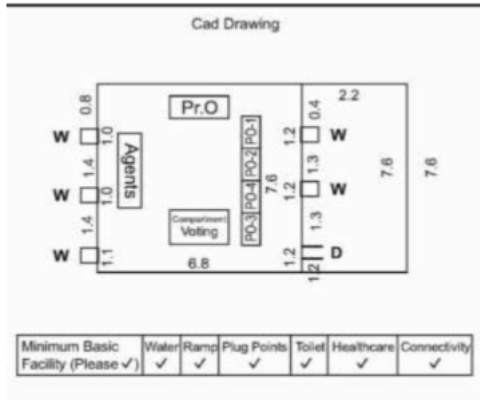 Cad Drawing
2.2
0.8
0.4
Pr.O
W
1.0
1.2
W
PO-1
Agents
PO-2
1.4
1.3
7.6
7.6
7.6
W
1.0
1.2
W
PO-4
1.4
1.3
Compartment
Voting
PO-3
W
1.1
1.2
D
6.8
1.2
Minimum Basic Facility (Please ✓)
Water
Ramp
Plug Points
Toilet
Healthcare
Connectivity
✓ ✓ ✓ ✓ ✓ ✓